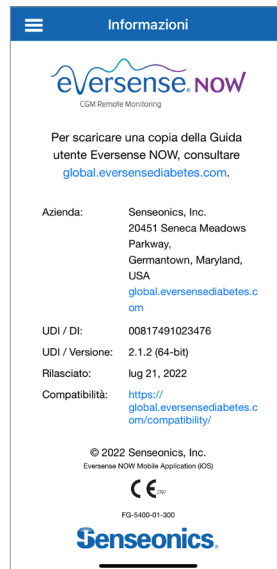 Informazioni
eversense. NOW
CGM Remote Monitoring
Per scaricare una copia della Guida
utente Eversense NOW, consultare
global.eversensediabetes.com.
Azienda: Senseonics, Inc.
20451 Seneca Meadows
Parkway,
Germantown, Maryland,
USA
global.eversensediabetes.c
om
UDI / DI: 00817491023476
UDI / Versione: 2.1.2 (64-bit)
Rilasciato: lug 21, 2022
Compatibilità: https://
global.eversensediabetes.c
om/compatibility/
© 2022 Senseonics, Inc.
Eversense NOW Mobile Application (iOS)
CE 2797
FG-5400-01-300
Senseonics.